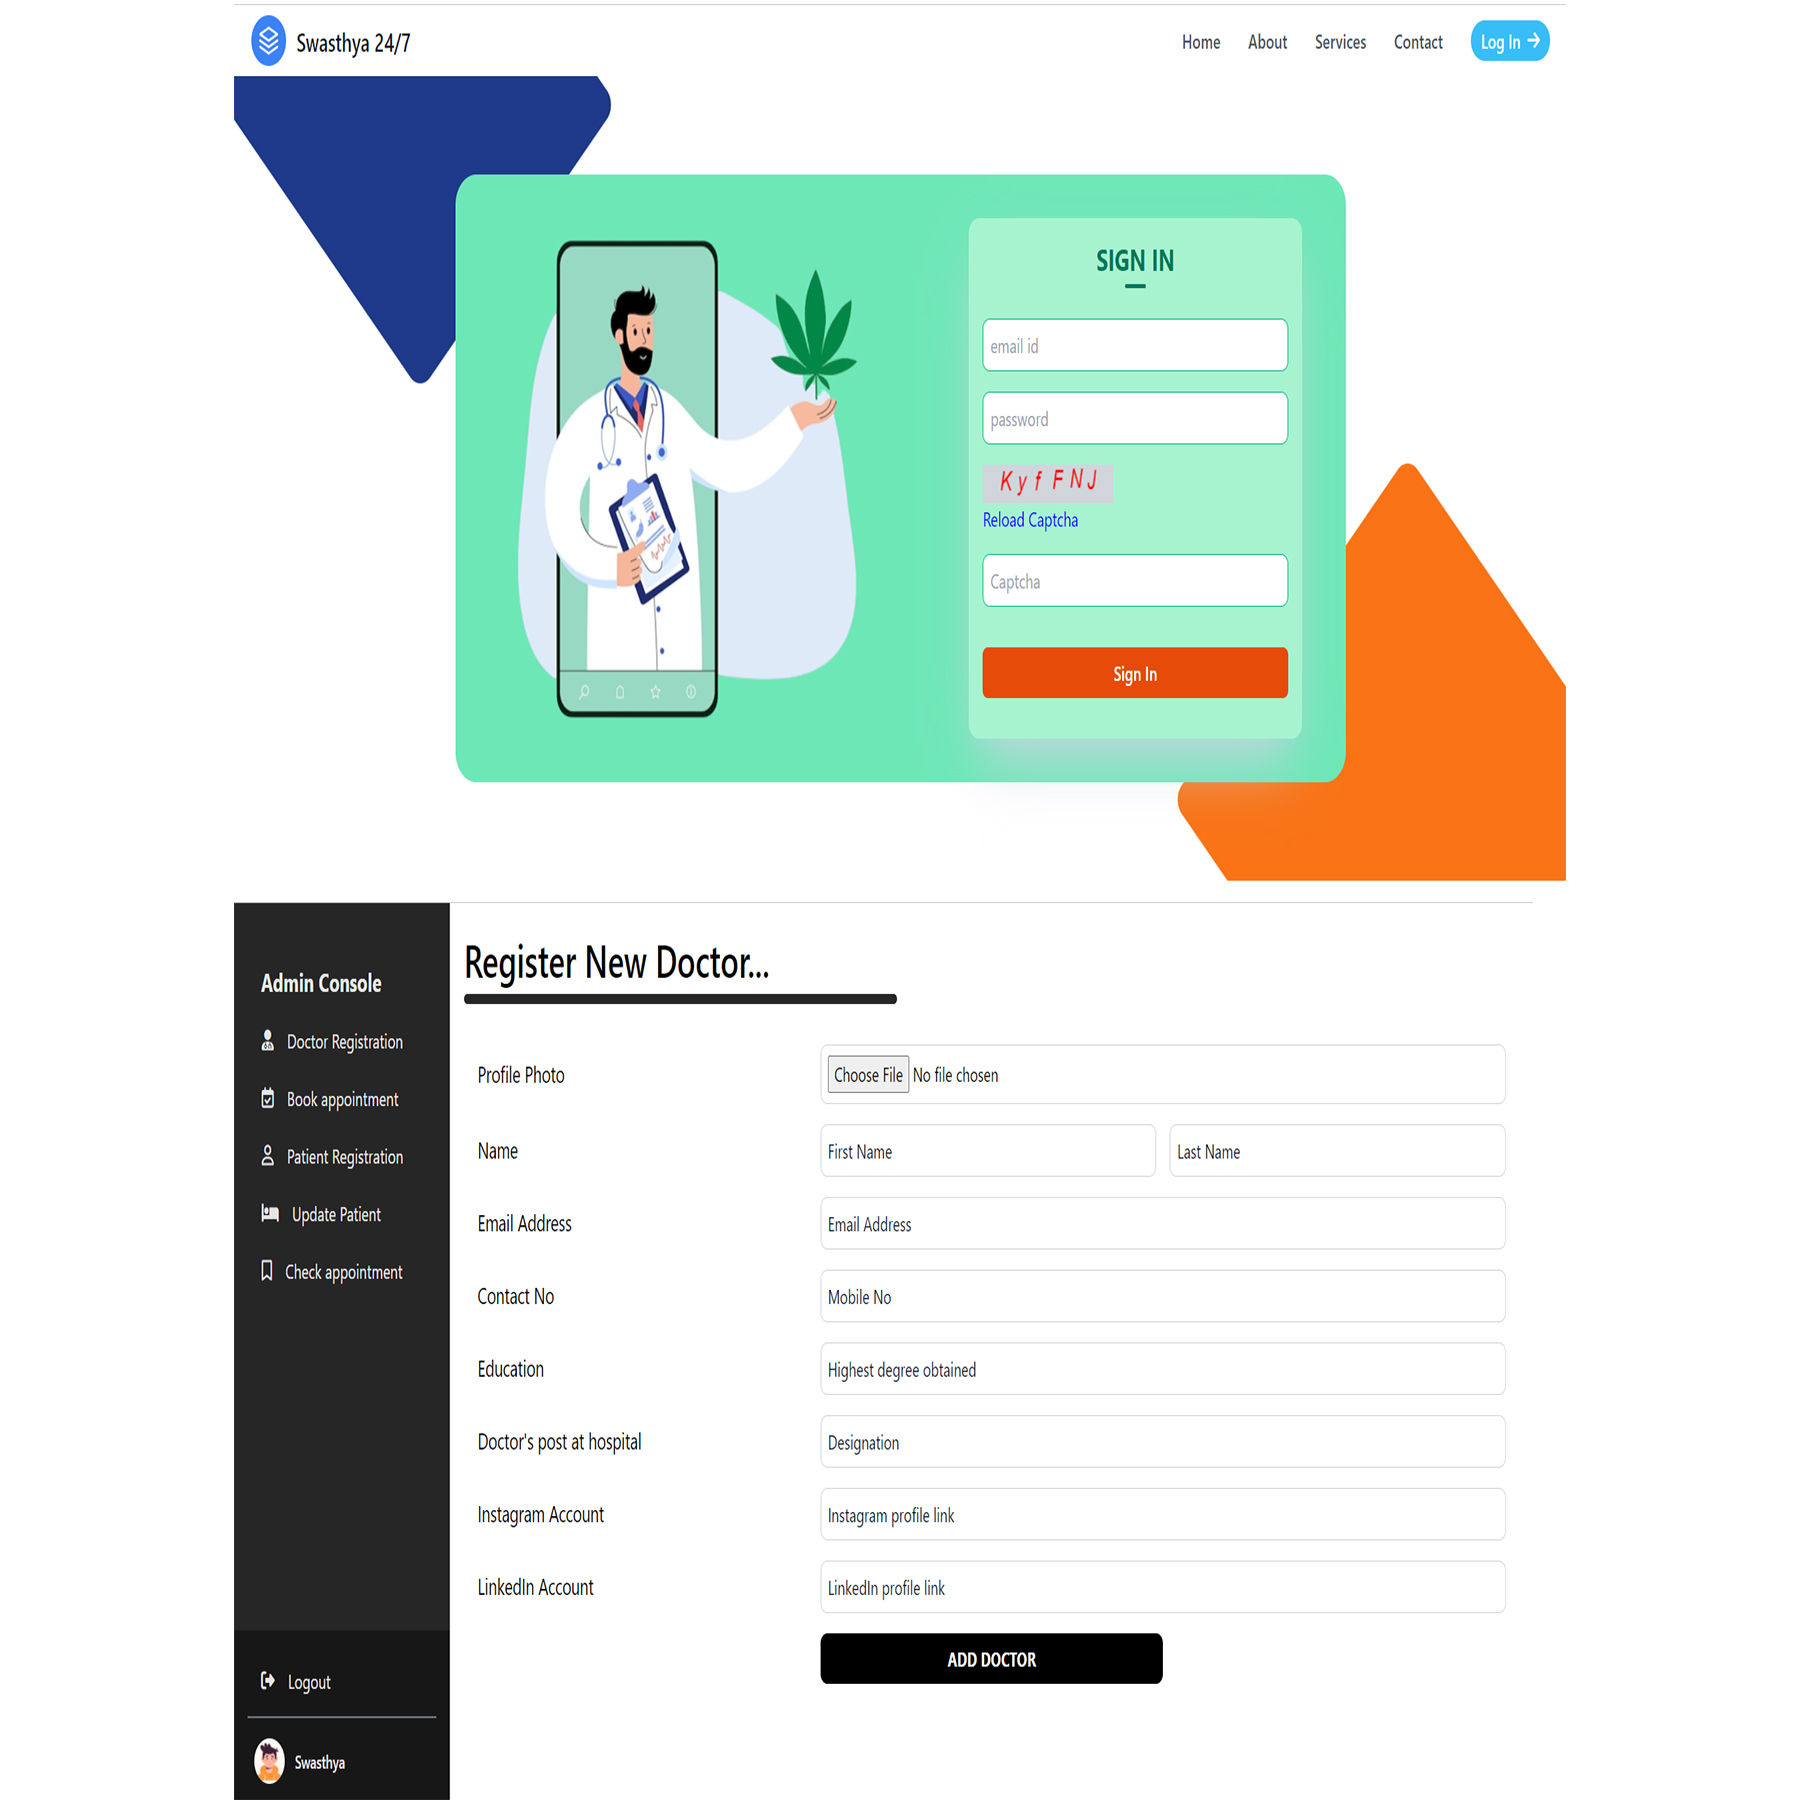 Swasthya 24/7
Home About Services Contact Log In
SIGN IN
email id
password
KyfFNJ
Reload Captcha
Captcha
Sign In
Admin Console
Doctor Registration
Book appointment
Patient Registration
Update Patient
Check appointment
Logout
Swasthya
Register New Doctor...
Profile Photo Choose File No file chosen
Name First Name Last Name
Email Address Email Address
Contact No Mobile No
Education Highest degree obtained
Doctor's post at hospital Designation
Instagram Account Instagram profile link
LinkedIn Account LinkedIn profile link
ADD DOCTOR